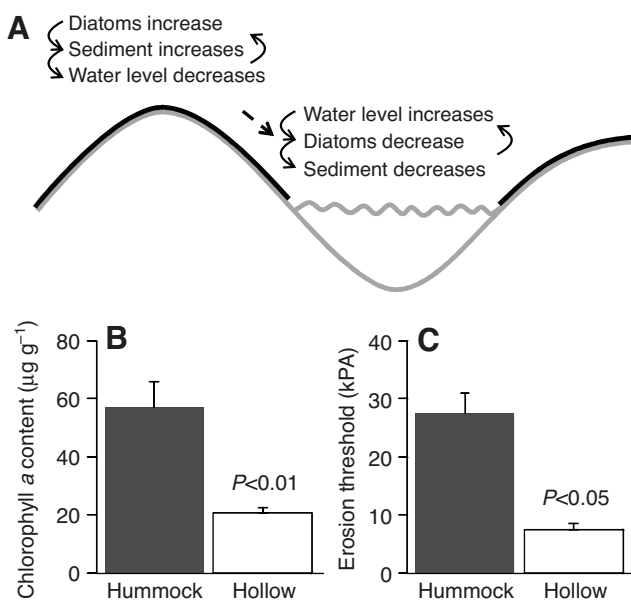 A
Diatoms increase
Sediment increases
Water level decreases
Water level increases
Diatoms decrease
Sediment decreases
B
Chlorophyll a content (µg g⁻¹)
80
60
40
20
0
P<0.01
Hummock
Hollow
C
Erosion threshold (kPA)
40
30
20
10
0
P<0.05
Hummock
Hollow